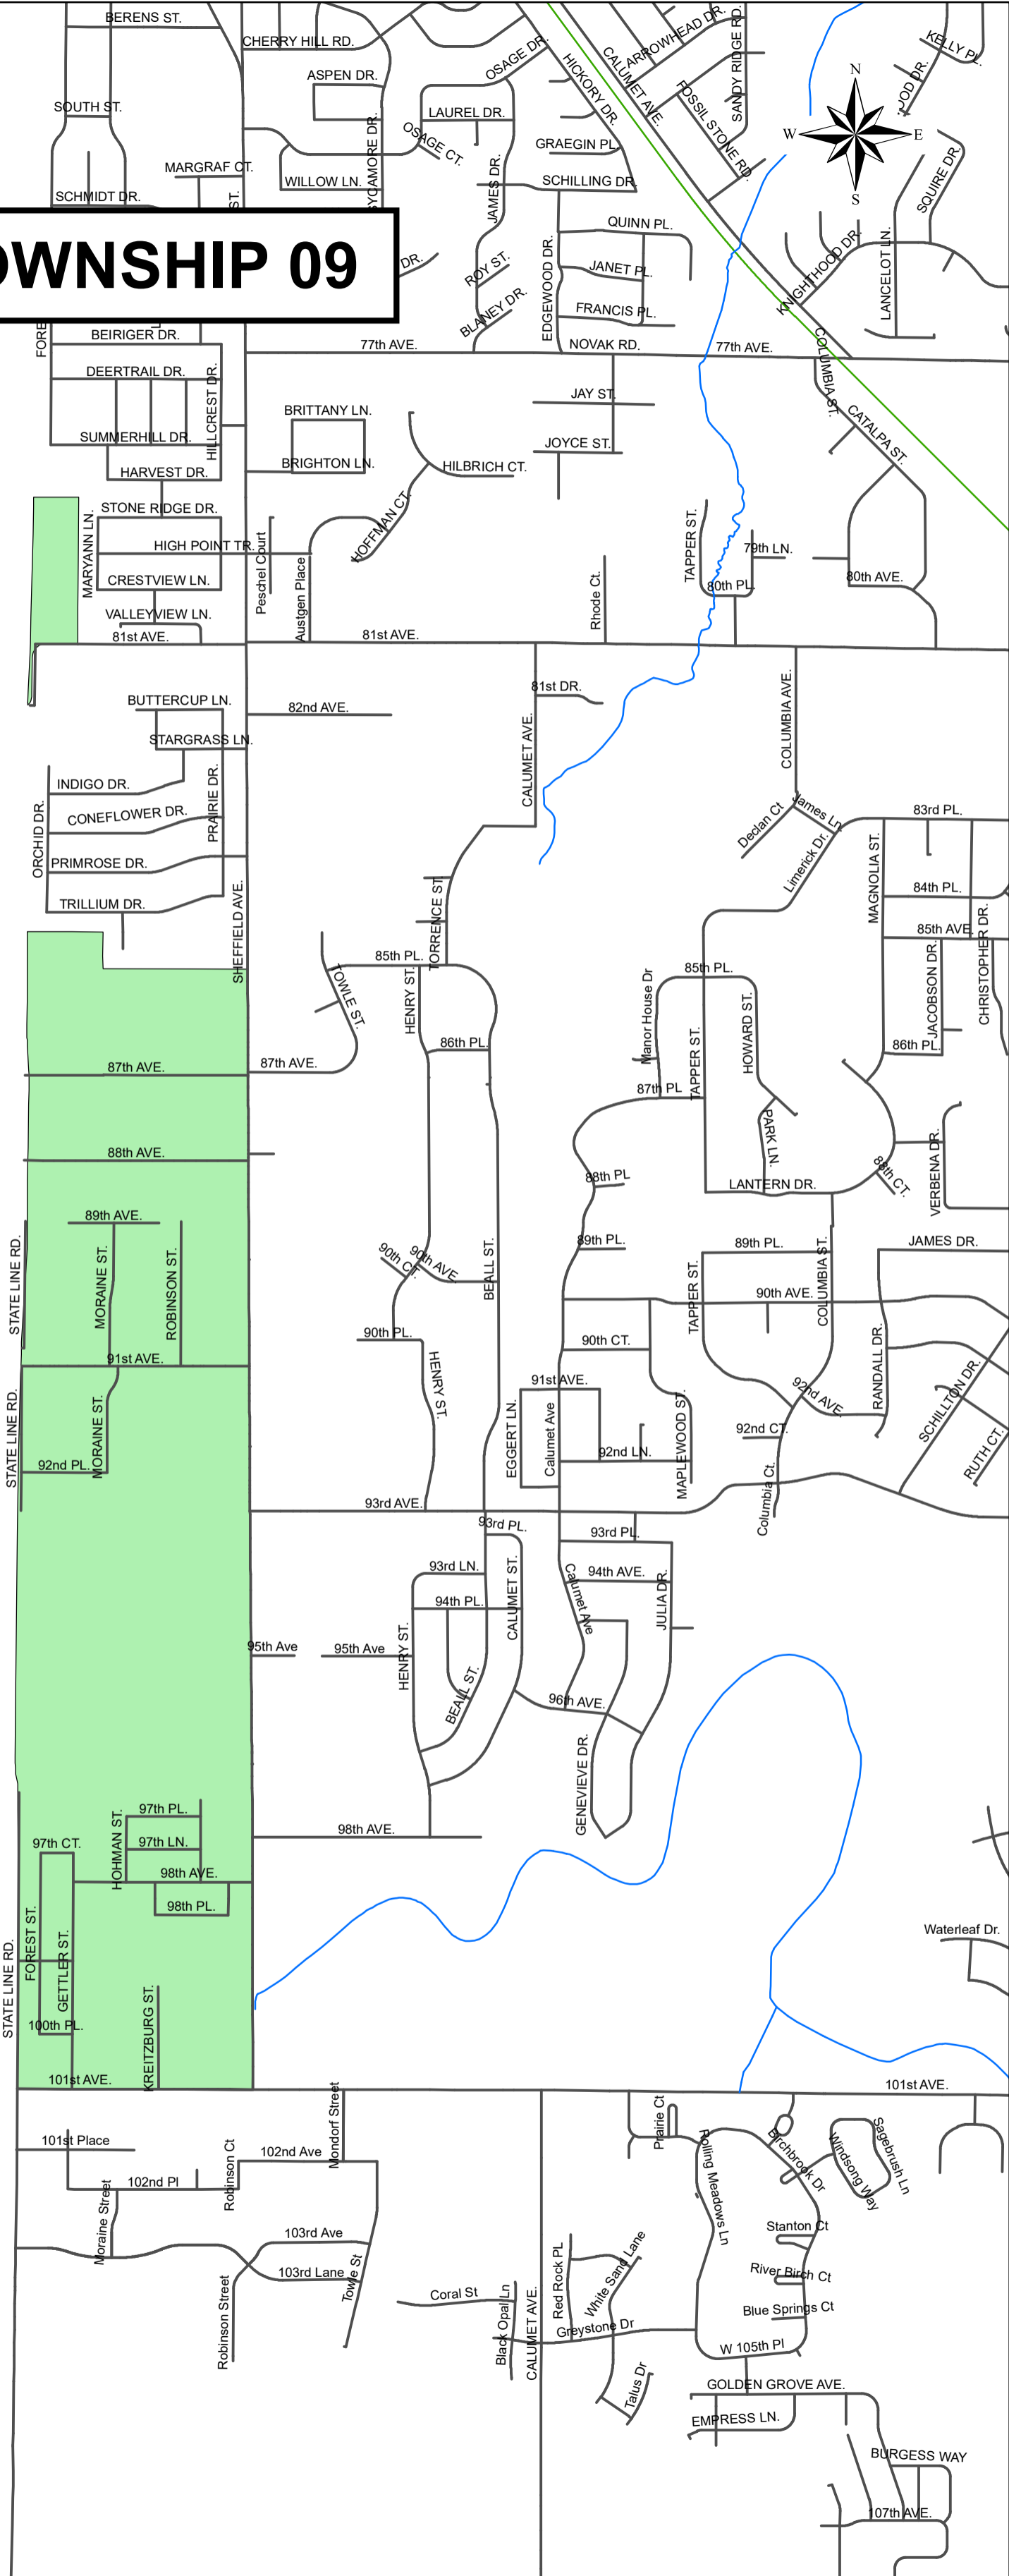 BERENS ST.
CHERRY HILL RD.
ASPEN DR.
OSAGE DR.
HICKORY DR.
CALUMET AVE.
ARROWHEAD DR.
SANDY RIDGE RD.
KELLY PL.
SOUTH ST.
LAUREL DR.
OSAGE CT.
SYCAMORE DR.
JAMES DR.
GRAEGIN PL.
FOSSIL STONE RD.
N
W
E
S
MARGRAF CT.
WILLOW LN.
SCHILLING DR.
SQUIRE DR.
SCHMIDT DR.
ST.
OWNSHIP 09
DR.
ROY ST.
BLANEY DR.
EDGEWOOD DR.
QUINN PL.
JANET PL.
FRANCIS PL.
KNIGHTHOOD DR.
LANCELOT LN.
FORE
BEIRIGER DR.
77th AVE.
NOVAK RD.
77th AVE.
COLUMBIA ST.
DEERTRAIL DR.
HILLCREST DR.
JAY ST.
CATALPA ST.
SUMMERHILL DR.
BRITTANY LN.
JOYCE ST.
HARVEST DR.
BRIGHTON LN.
HILBRICH CT.
HOFFMAN CT.
STONE RIDGE DR.
MARYANN LN.
HIGH POINT TR.
Peschel Court
Austgen Place
TAPPER ST.
79th LN.
80th PL.
80th AVE.
CRESTVIEW LN.
Rhode Ct.
VALLEYVIEW LN.
81st AVE.
81st AVE.
BUTTERCUP LN.
82nd AVE.
81st DR.
CALUMET AVE.
COLUMBIA AVE.
STARGRASS LN.
INDIGO DR.
PRAIRIE DR.
CONEFLOWER DR.
ORCHID DR.
PRIMROSE DR.
TRILLIUM DR.
SHEFFIELD AVE.
Declan Ct
James Ln
Limerick Dr.
83rd PL.
MAGNOLIA ST.
84th PL.
TORRENCE ST.
85th AVE.
CHRISTOPHER DR.
JACOBSON DR.
85th PL.
TOWLE ST.
HENRY ST.
85th PL.
Manor House Dr
TAPPER ST.
HOWARD ST.
86th PL.
86th PL.
87th AVE.
87th AVE.
87th PL
PARK LN.
88th AVE.
88th PL
LANTERN DR.
88th CT.
VERBENA DR.
89th AVE.
STATE LINE RD.
MORAINE ST.
ROBINSON ST.
90th CT.
90th AVE.
BEALL ST.
89th PL.
89th PL.
TAPPER ST.
COLUMBIA ST.
JAMES DR.
90th AVE.
90th PL.
90th CT.
91st AVE.
HENRY ST.
91st AVE.
RANDALL DR.
STATE LINE RD.
MORAINE ST.
EGGERT LN.
Calumet Ave
MAPLEWOOD ST.
92nd AVE.
SCHILLTON DR.
92nd CT.
92nd LN.
RUTH CT.
92nd PL.
Columbia Ct.
93rd AVE.
93rd PL.
93rd PL.
93rd LN.
CALUMET ST.
94th AVE.
Calumet Ave
JULIA DR.
94th PL.
95th Ave
95th Ave
HENRY ST.
BEALL ST.
96th AVE.
GENEVIEVE DR.
97th PL.
HOHMAN ST.
98th AVE.
97th CT.
97th LN.
98th AVE.
98th PL.
FOREST ST.
GETTLER ST.
STATE LINE RD.
Waterleaf Dr.
100th PL.
KREITZBURG ST.
101st AVE.
101st AVE.
101st Place
Mondorf Street
102nd Ave
Robinson Ct
102nd Pl
Moraine Street
Prairie Ct
Rolling Meadows Ln
Birchbrook Dr
Windsong Way
Sagebrush Ln
103rd Ave
Stanton Ct
103rd Lane
Towle St
Robinson Street
River Birch Ct
Coral St
Black Opal Ln
CALUMET AVE.
Red Rock PL
White Sand Lane
Greystone Dr
Blue Springs Ct
W 105th Pl
Talus Dr
GOLDEN GROVE AVE.
EMPRESS LN.
BURGESS WAY
107th AVE.